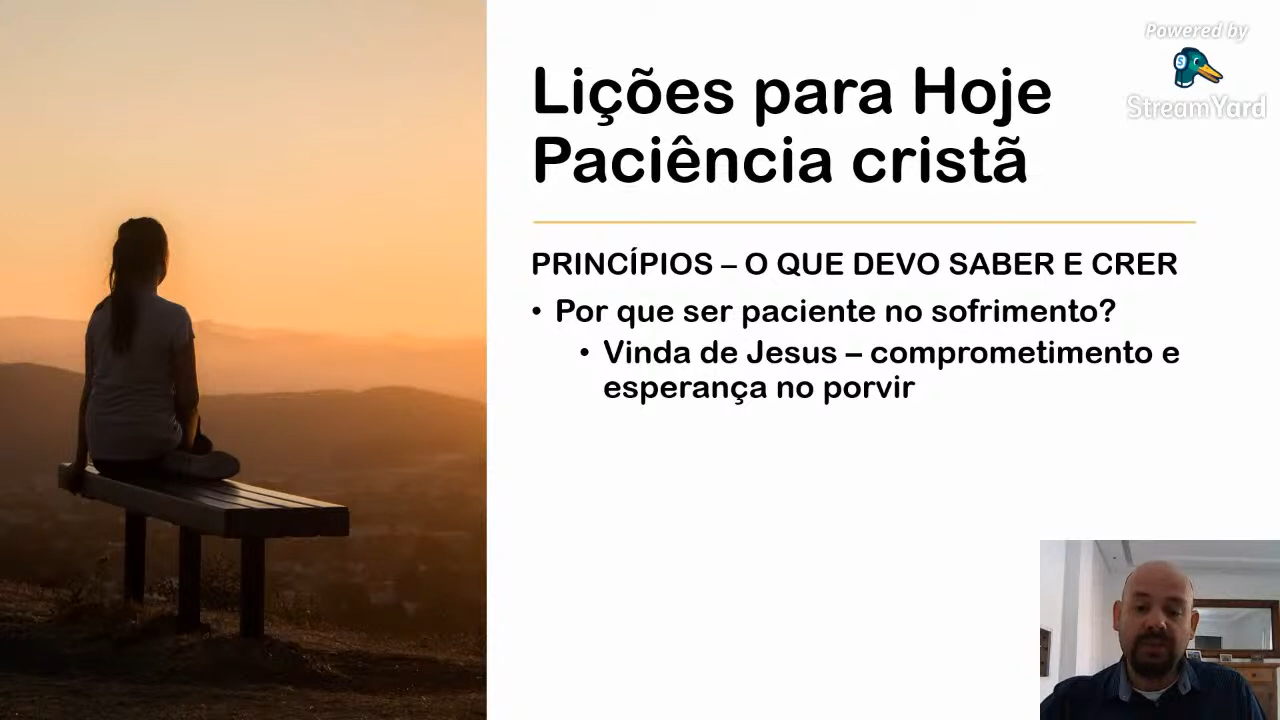 Powered by
StreamYard
Lições para Hoje
Paciência cristã
PRINCÍPIOS – O QUE DEVO SABER E CRER
• Por que ser paciente no sofrimento?
• Vinda de Jesus – comprometimento e
esperança no porvir